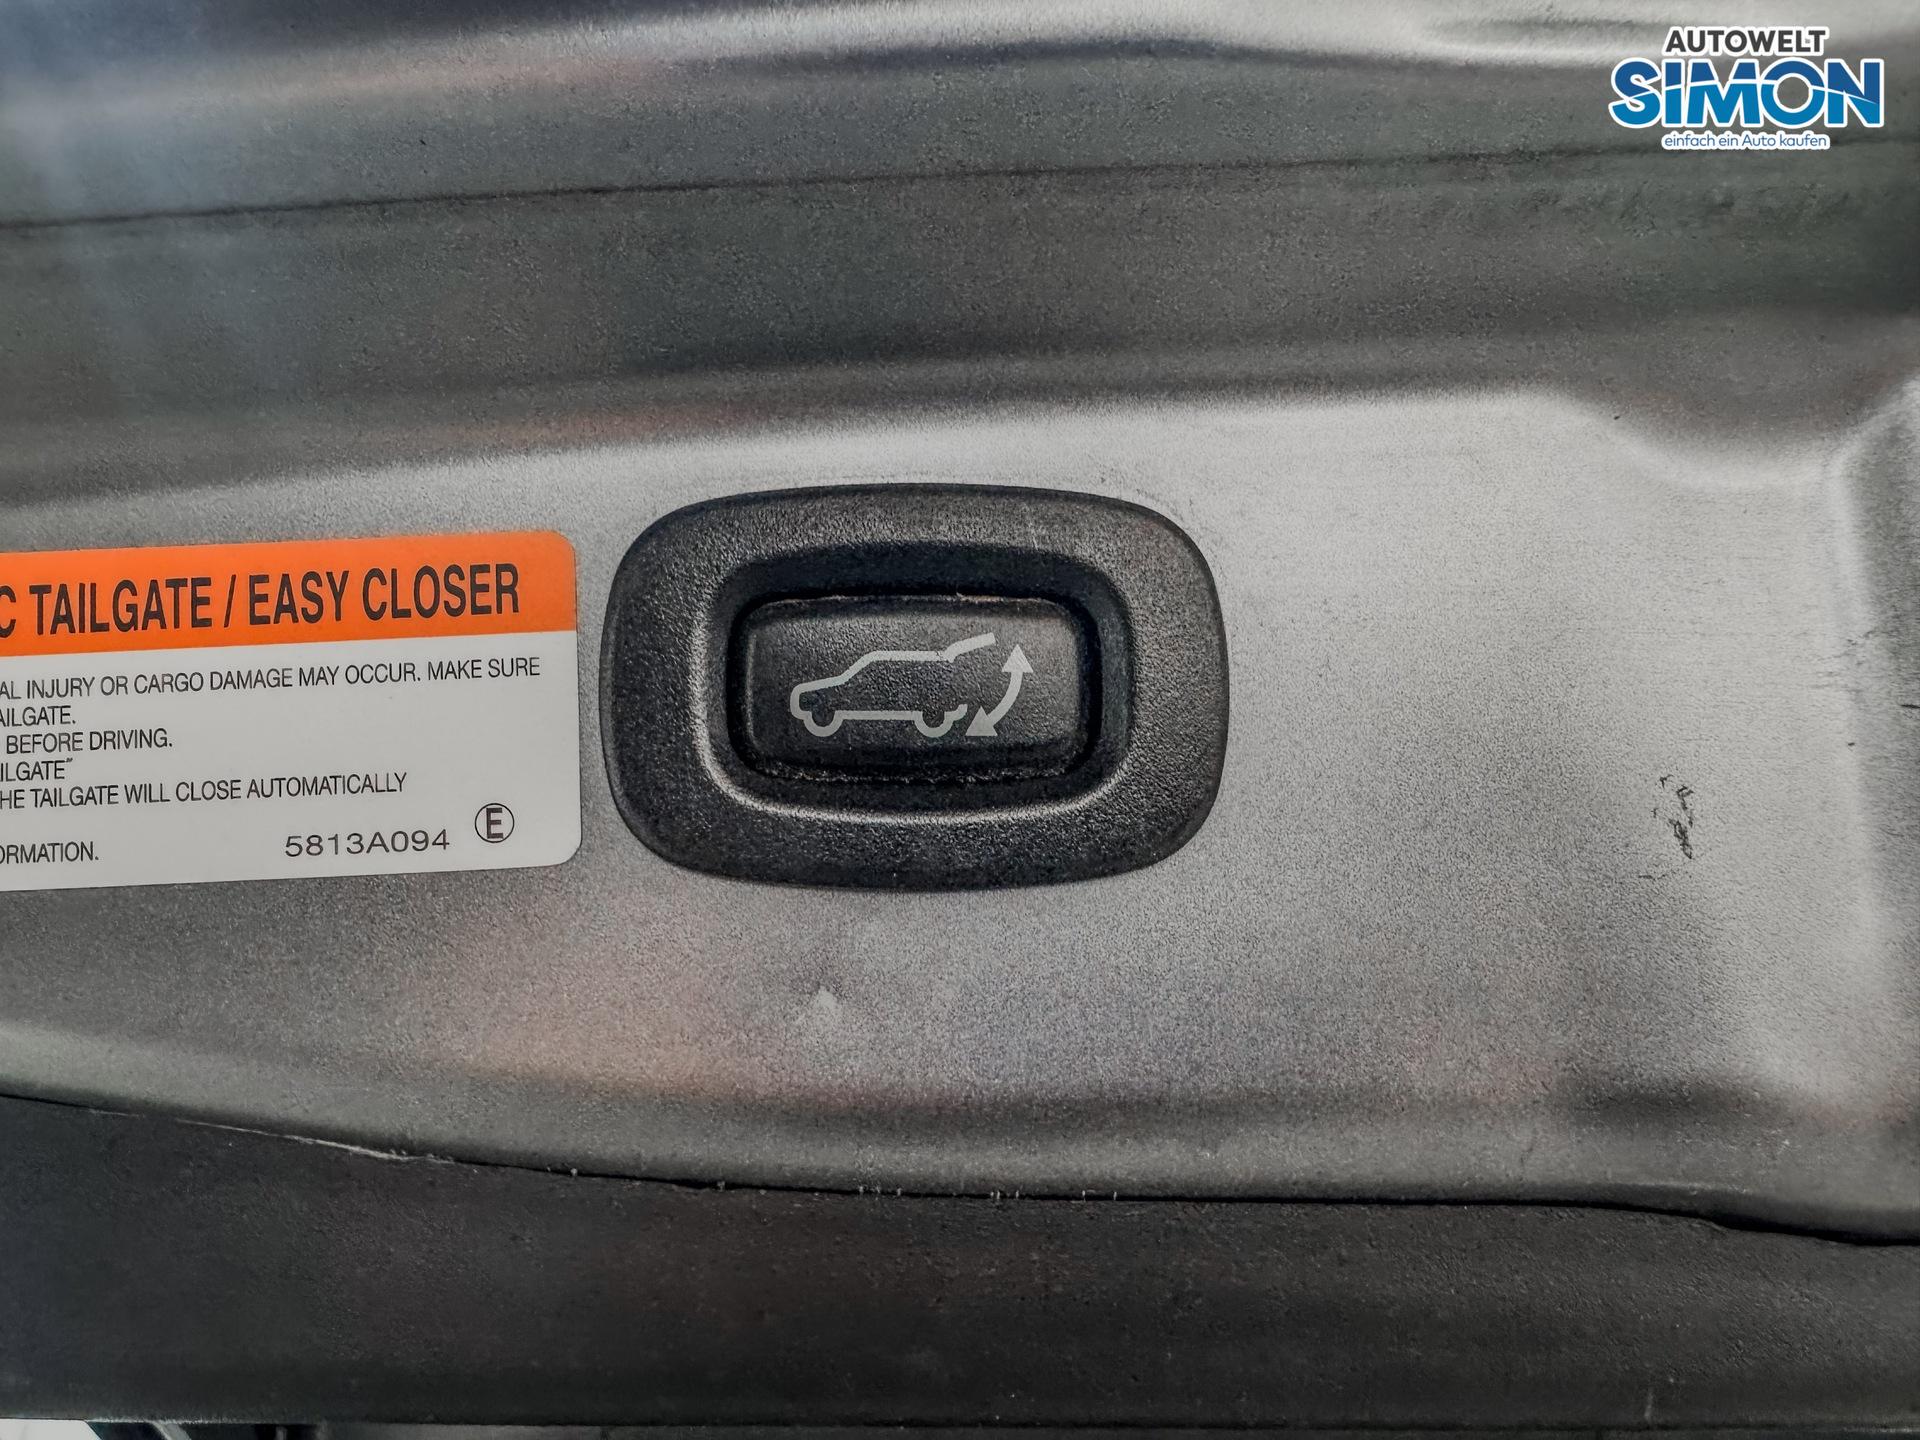 AUTOWELT
SIMON
einfach ein Auto kaufen
C TAILGATE / EASY CLOSER
AL INJURY OR CARGO DAMAGE MAY OCCUR. MAKE SURE
AILGATE.
BEFORE DRIVING.
ILGATE"
HE TAILGATE WILL CLOSE AUTOMATICALLY
ORMATION.
5813A094 E